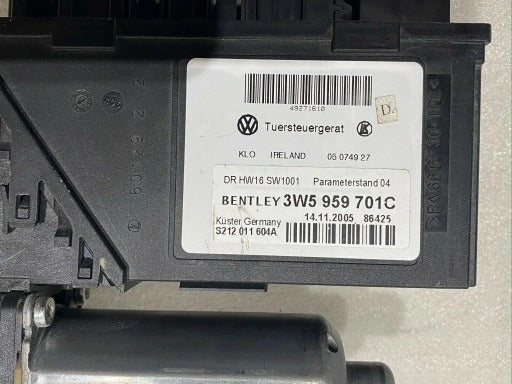 49271610
D.
Tuersteuergerat
KLO IRELAND 05 0749 27
DR HW16 SW1001 Parameterstand 04
BENTLEY 3W5 959 701C
Küster Germany 14.11.2005 86425
S212 011 604A